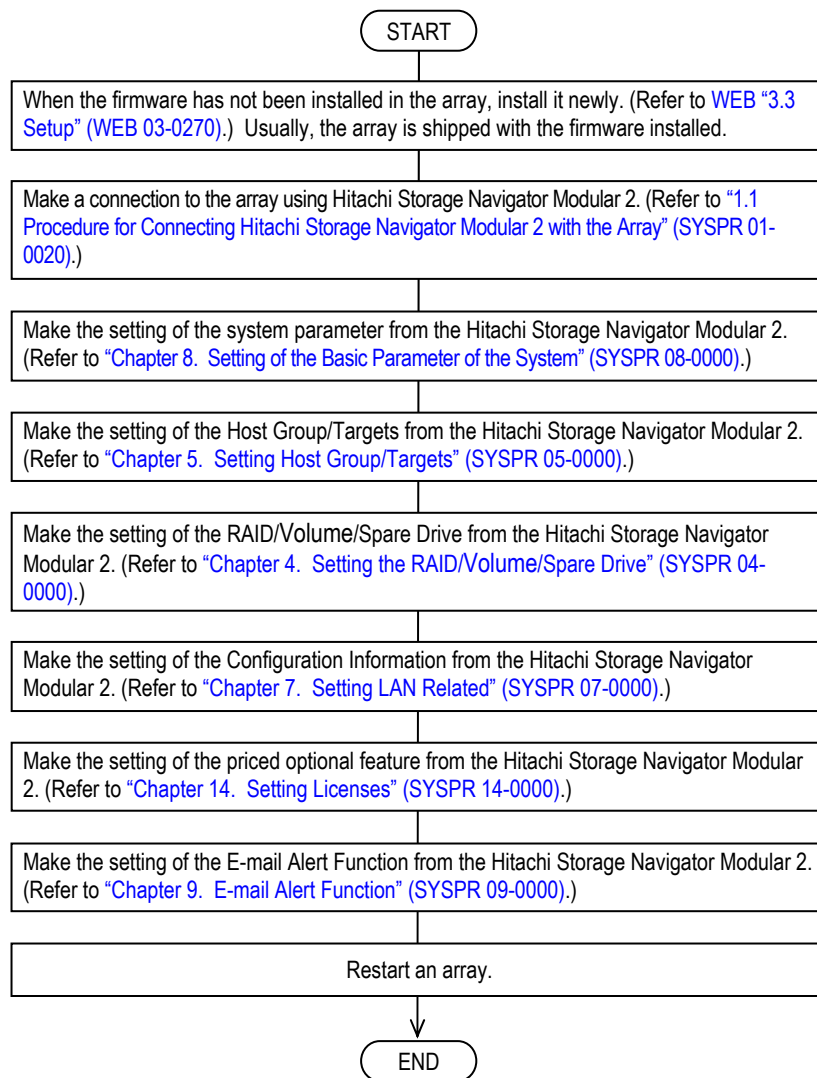 START
When the firmware has not been installed in the array, install it newly. (Refer to WEB “3.3
Setup” (WEB 03-0270).)  Usually, the array is shipped with the firmware installed.
Make a connection to the array using Hitachi Storage Navigator Modular 2. (Refer to “1.1
Procedure for Connecting Hitachi Storage Navigator Modular 2 with the Array” (SYSPR 01-
0020).)
Make the setting of the system parameter from the Hitachi Storage Navigator Modular 2.
(Refer to “Chapter 8.  Setting of the Basic Parameter of the System” (SYSPR 08-0000).)
Make the setting of the Host Group/Targets from the Hitachi Storage Navigator Modular 2.
(Refer to “Chapter 5.  Setting Host Group/Targets” (SYSPR 05-0000).)
Make the setting of the RAID/Volume/Spare Drive from the Hitachi Storage Navigator
Modular 2. (Refer to “Chapter 4.  Setting the RAID/Volume/Spare Drive” (SYSPR 04-
0000).)
Make the setting of the Configuration Information from the Hitachi Storage Navigator
Modular 2. (Refer to “Chapter 7.  Setting LAN Related” (SYSPR 07-0000).)
Make the setting of the priced optional feature from the Hitachi Storage Navigator Modular
2. (Refer to “Chapter 14.  Setting Licenses” (SYSPR 14-0000).)
Make the setting of the E-mail Alert Function from the Hitachi Storage Navigator Modular 2.
(Refer to “Chapter 9.  E-mail Alert Function” (SYSPR 09-0000).)
Restart an array.
END